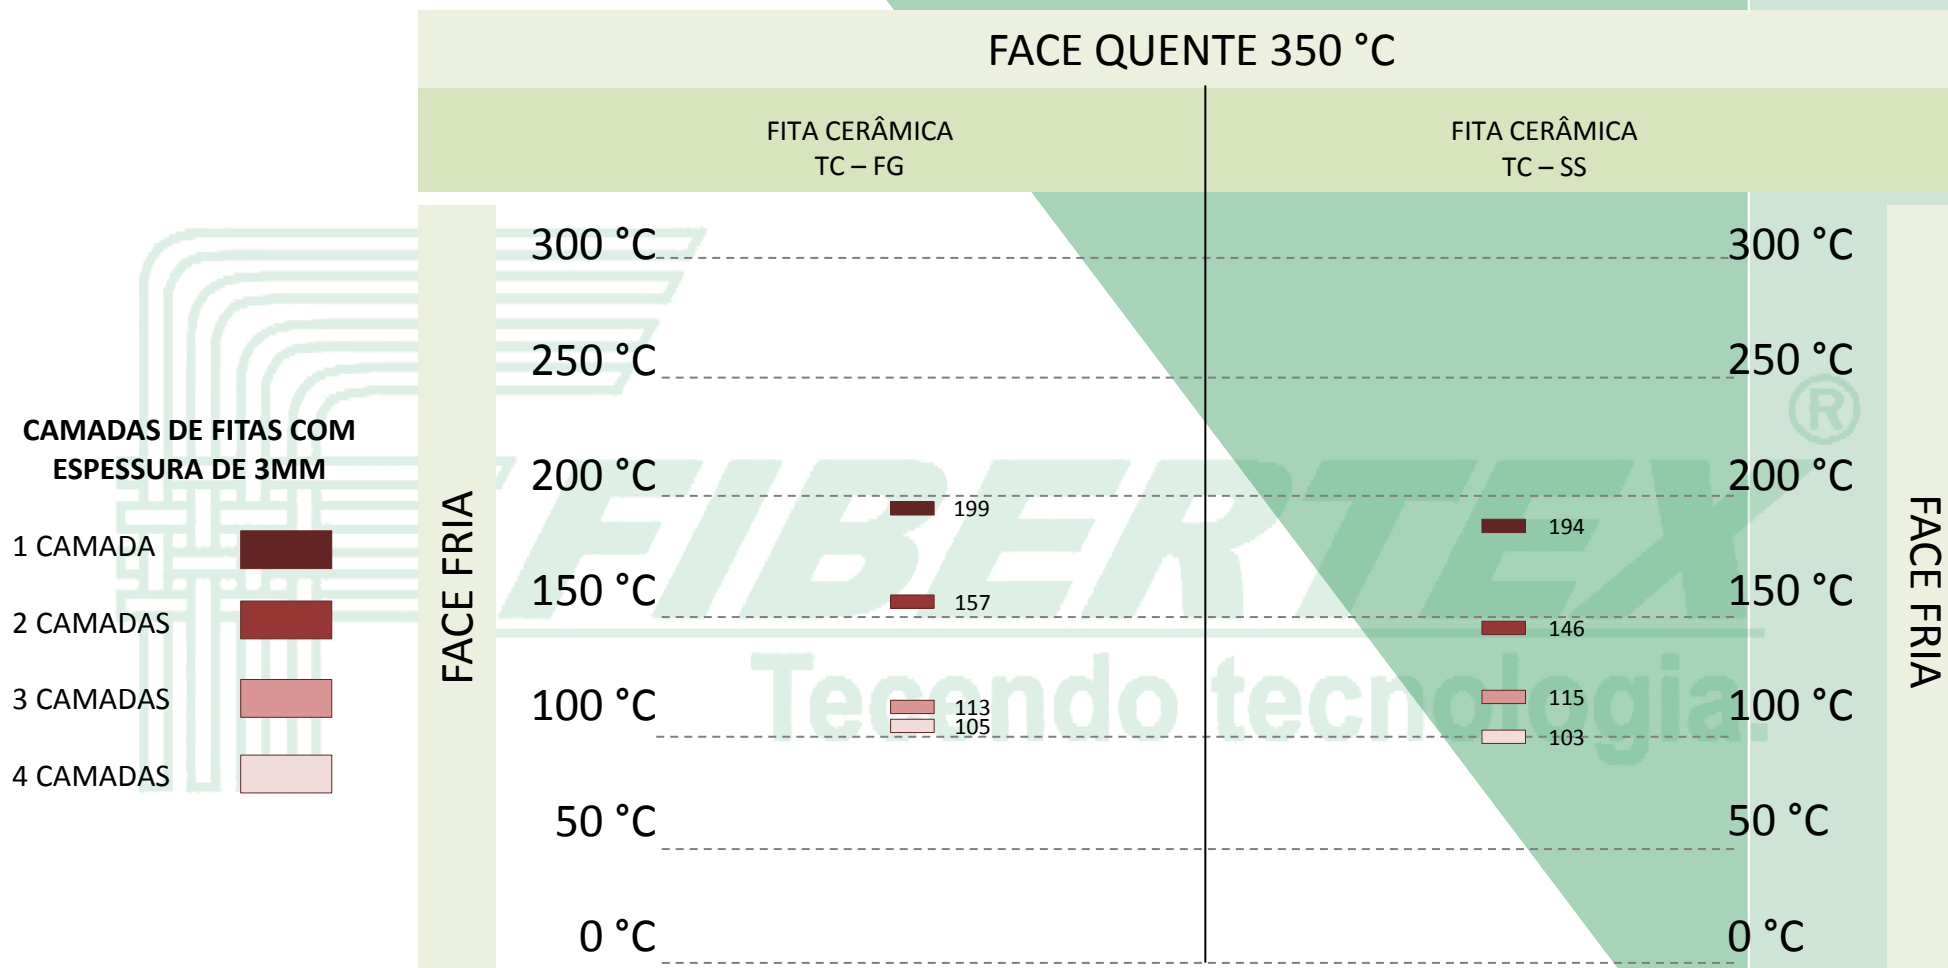 FACE QUENTE 350 °C
FITA CERÂMICA
TC – FG
FITA CERÂMICA
TC – SS
CAMADAS DE FITAS COM
ESPESSURA DE 3MM
1 CAMADA
2 CAMADAS
3 CAMADAS
4 CAMADAS
FACE FRIA
300 °C
250 °C
200 °C
150 °C
100 °C
50 °C
0 °C
199
157
113
105
194
146
115
103
300 °C
250 °C
200 °C
150 °C
100 °C
50 °C
0 °C
FACE FRIA
FIBERTEX®
Tecendo tecnologia.